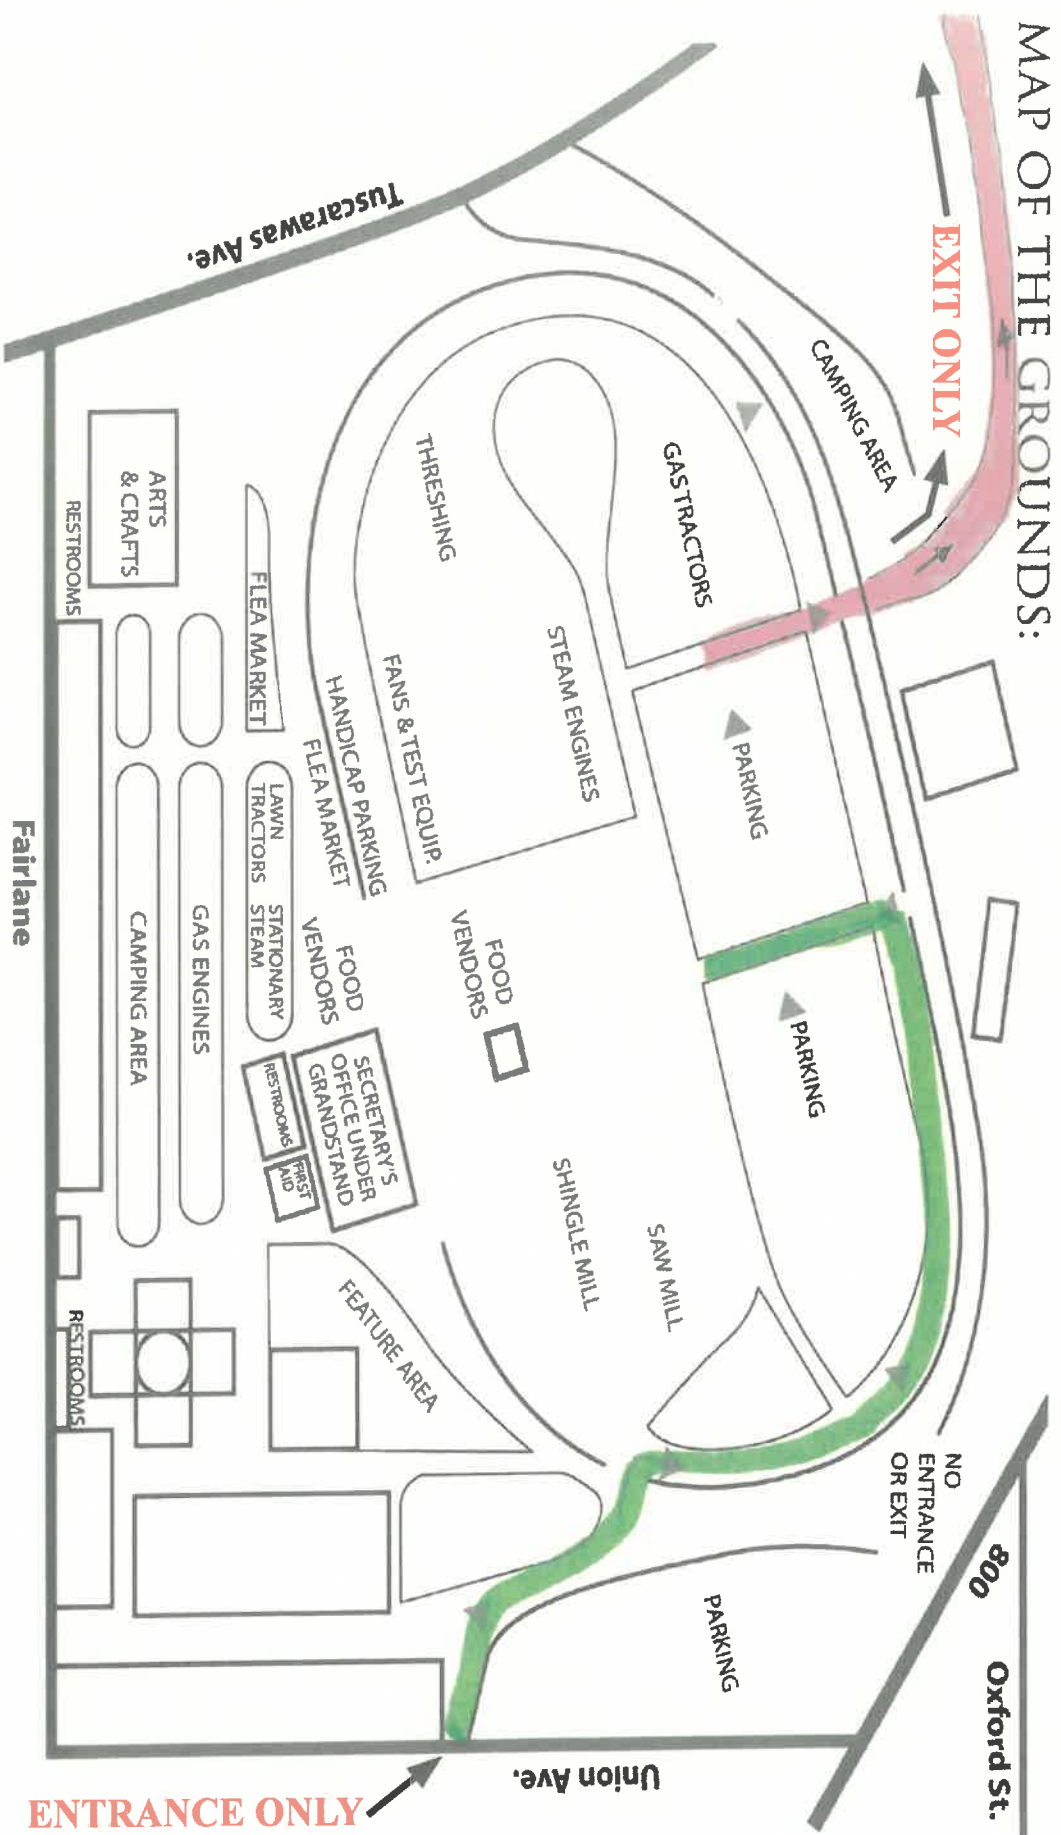 MAP OF THE GROUNDS:
EXIT ONLY
Tuscarawas Ave.
CAMPING AREA
GAS TRACTORS
THRESHING
STEAM ENGINES
FANS & TEST EQUIP.
HANDICAP PARKING
FLEA MARKET
FLEA MARKET
ARTS
& CRAFTS
RESTROOMS
PARKING
PARKING
LAWN
TRACTORS
STATIONARY
STEAM
GAS ENGINES
CAMPING AREA
Fairlane
FOOD
VENDORS
FOOD
VENDORS
SECRETARY'S
OFFICE UNDER
GRANDSTAND
RESTROOMS
FIRST
AID
SHINGLE MILL
SAW MILL
FEATURE AREA
RESTROOMS
NO
ENTRANCE
OR EXIT
800
Oxford St.
PARKING
Union Ave.
ENTRANCE ONLY